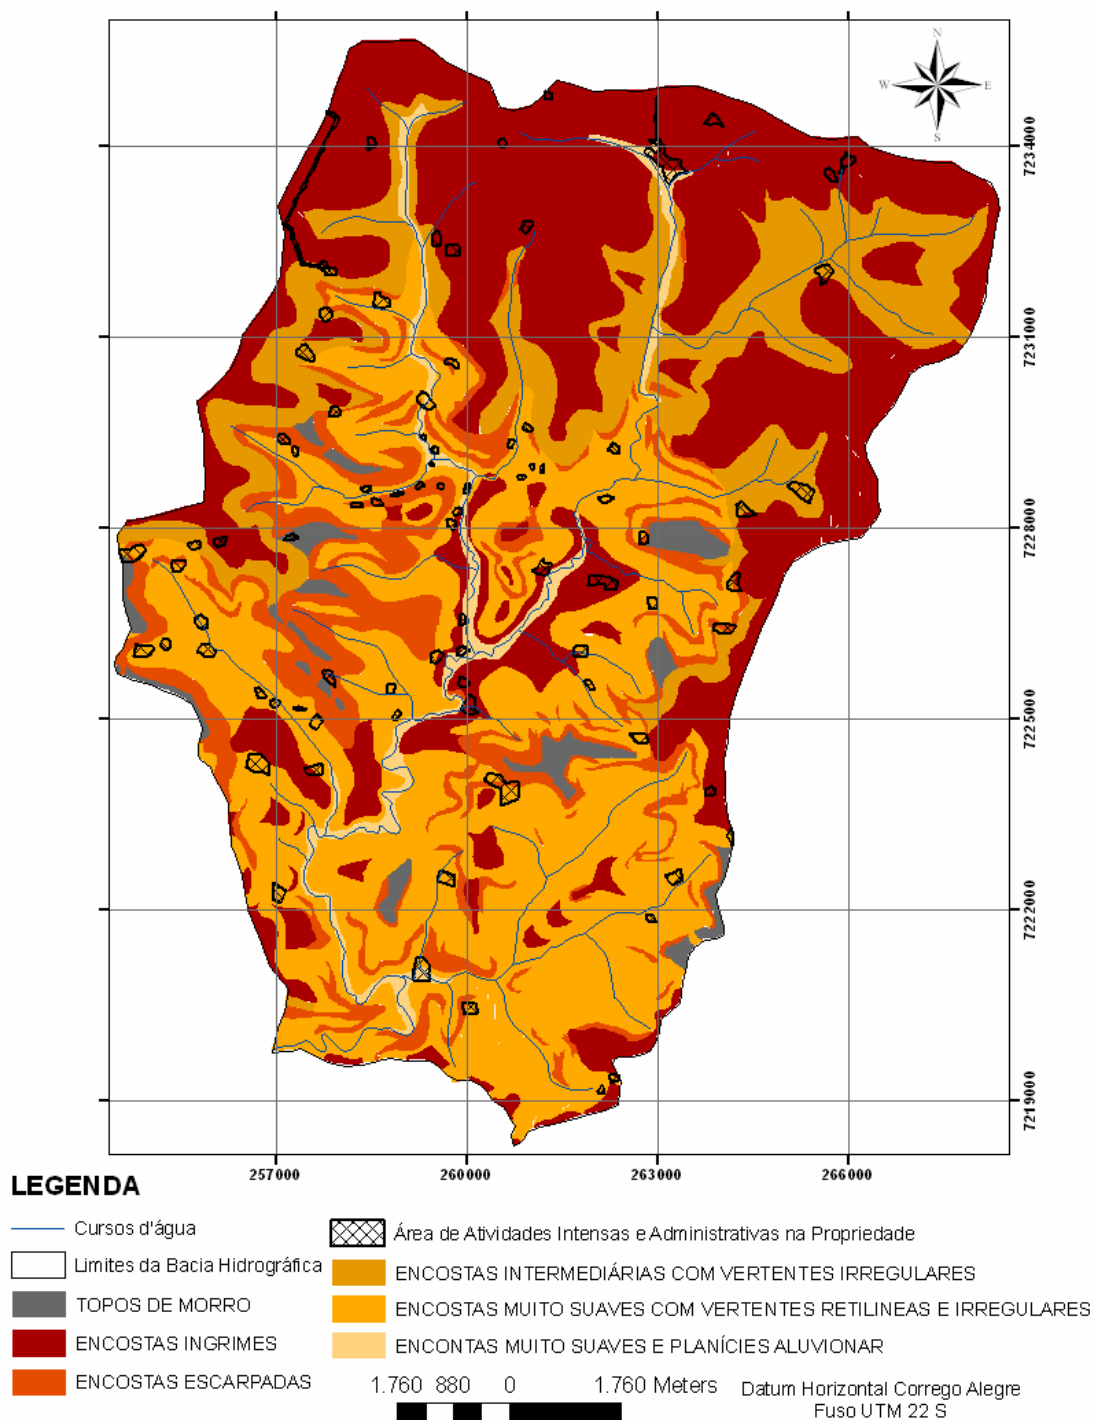 N
W E
S
7234000
7231000
7228000
7225000
7222000
7219000
257000 260000 263000 266000
LEGENDA
Cursos d'água
Limites da Bacia Hidrográfica
TOPOS DE MORRO
ENCOSTAS INGRIMES
ENCOSTAS ESCARPADAS
Área de Atividades Intensas e Administrativas na Propriedade
ENCOSTAS INTERMEDIÁRIAS COM VERTENTES IRREGULARES
ENCOSTAS MUITO SUAVES COM VERTENTES RETILINEAS E IRREGULARES
ENCONTAS MUITO SUAVES E PLANÍCIES ALUVIONAR
1.760 880 0 1.760 Meters
Datum Horizontal Corrego Alegre
Fuso UTM 22 S